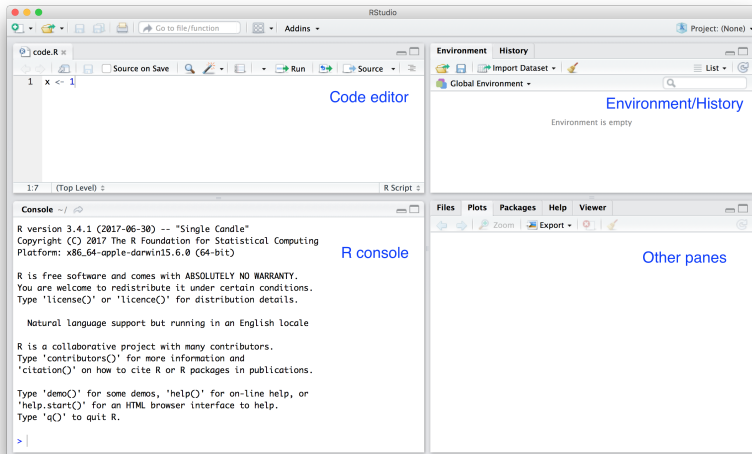 RStudio
Go to file/function
Addins
Project: (None)
code.R
Source on Save
Run
Source
1 x <- 1
Code editor
1:7 (Top Level) R Script
Environment History
Import Dataset
List
Global Environment
Environment/History
Environment is empty
Console ~/
R version 3.4.1 (2017-06-30) -- "Single Candle"
Copyright (C) 2017 The R Foundation for Statistical Computing
Platform: x86_64-apple-darwin15.6.0 (64-bit)
R console
R is free software and comes with ABSOLUTELY NO WARRANTY.
You are welcome to redistribute it under certain conditions.
Type 'license()' or 'licence()' for distribution details.
Natural language support but running in an English locale
R is a collaborative project with many contributors.
Type 'contributors()' for more information and
'citation()' on how to cite R or R packages in publications.
Type 'demo()' for some demos, 'help()' for on-line help, or
'help.start()' for an HTML browser interface to help.
Type 'q()' to quit R.
>
Files Plots Packages Help Viewer
Zoom Export
Other panes